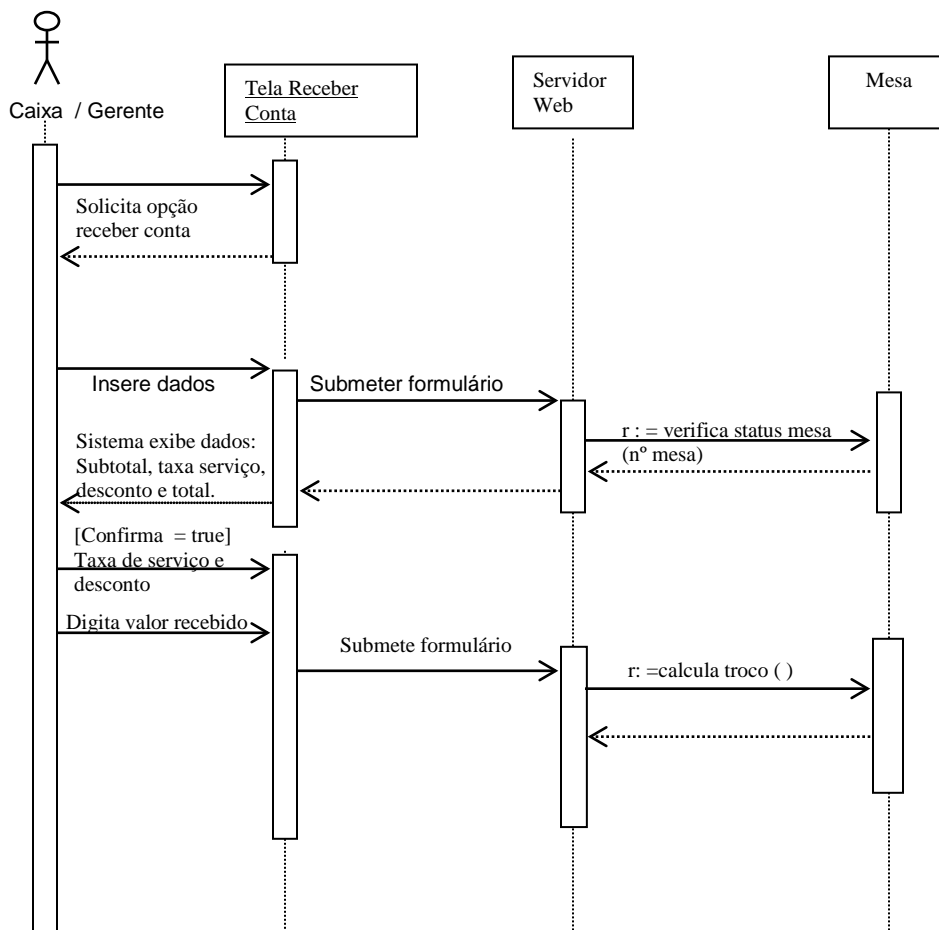 Caixa / Gerente
Tela Receber
Conta
Servidor
Web
Mesa
Solicita opção
receber conta
Insere dados
Submeter formulário
r : = verifica status mesa
(nº mesa)
Sistema exibe dados:
Subtotal, taxa serviço,
desconto e total.
[Confirma = true]
Taxa de serviço e
desconto
Digita valor recebido
Submete formulário
r: =calcula troco ( )